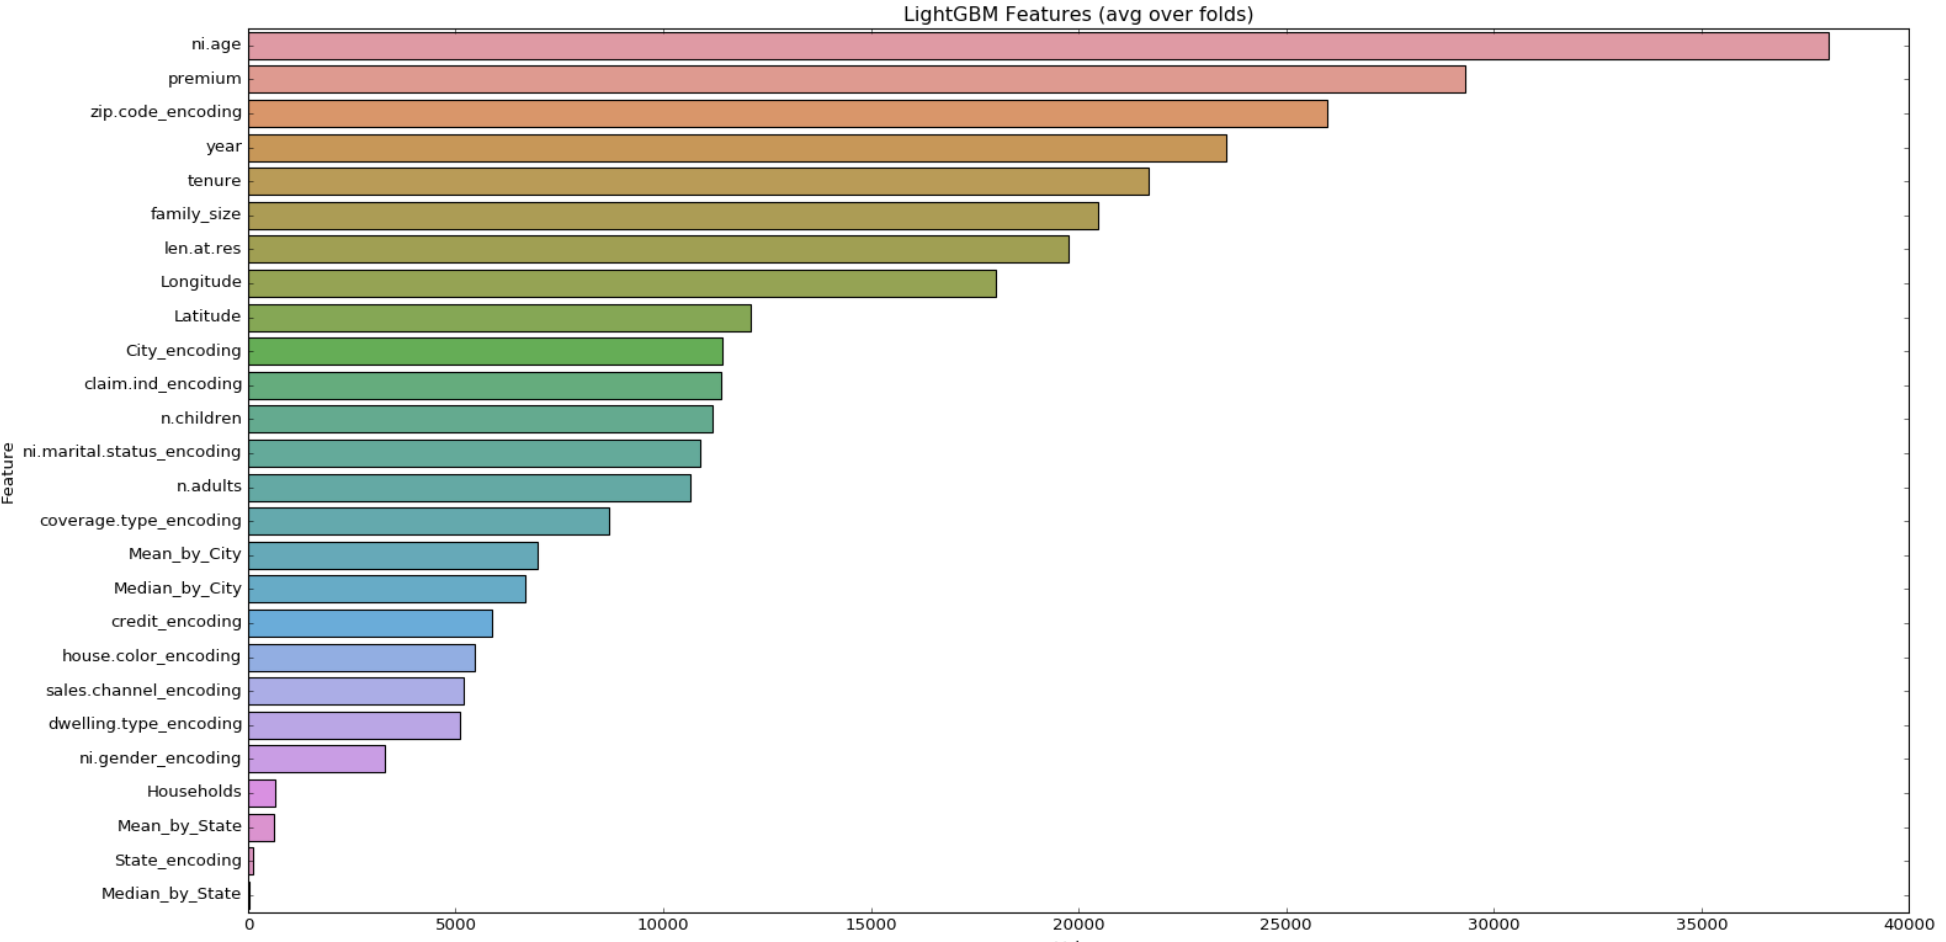 LightGBM Features (avg over folds)
ni.age
premium
zip.code_encoding
year
tenure
family_size
len.at.res
Longitude
Latitude
City_encoding
claim.ind_encoding
n.children
ni.marital.status_encoding
n.adults
coverage.type_encoding
Mean_by_City
Median_by_City
credit_encoding
house.color_encoding
sales.channel_encoding
dwelling.type_encoding
ni.gender_encoding
Households
Mean_by_State
State_encoding
Median_by_State
Feature
0 5000 10000 15000 20000 25000 30000 35000 40000